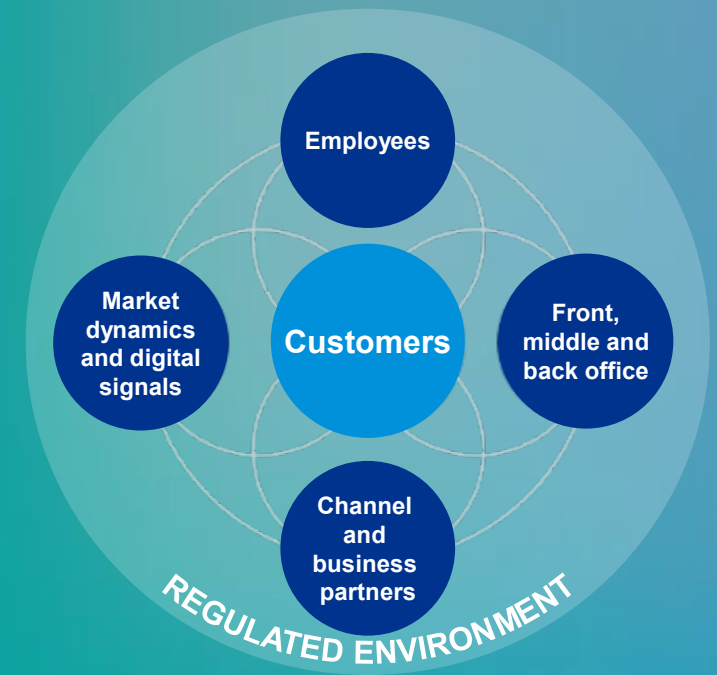 Employees
Market
dynamics
and digital
signals
Customers
Front,
middle and
back office
Channel
and
business
partners
REGULATED ENVIRONMENT